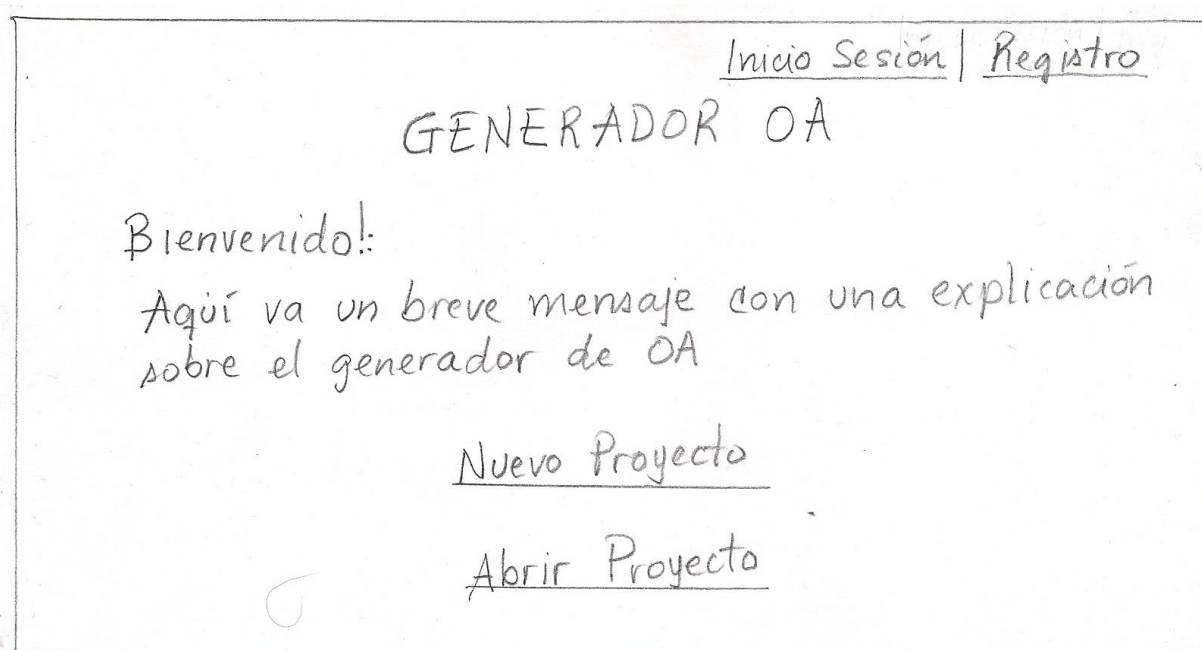 Inicio Sesión | Registro
GENERADOR OA
Bienvenido!:
Aquí va un breve mensaje con una explicación
sobre el generador de OA
Nuevo Proyecto
Abrir Proyecto